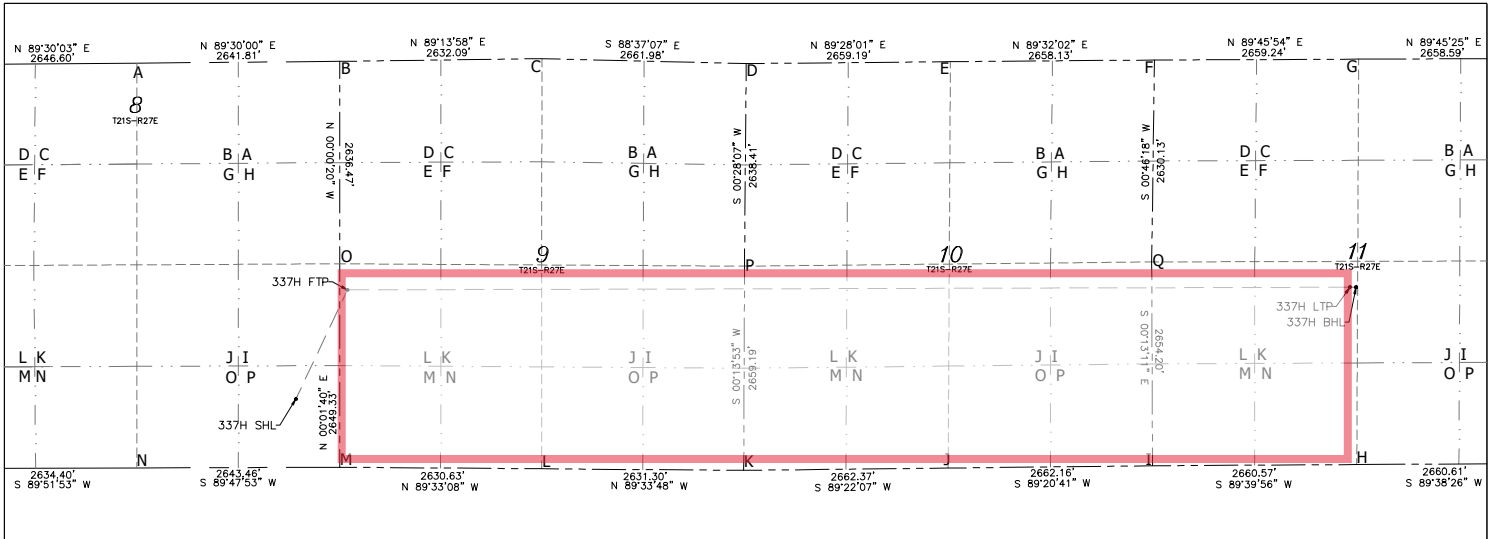 N 89°30'03" E
2646.60'
N 89°30'00" E
2641.81'
N 89°13'58" E
2632.09'
S 88°37'07" E
2661.98'
N 89°28'01" E
2659.19'
N 89°32'02" E
2658.13'
N 89°45'54" E
2659.24'
N 89°45'25" E
2658.59'
A
B
C
D
E
F
G
8
T21S-R27E
N 00°00'20" W
2636.47'
S 00°28'07" W
2638.41'
S 00°46'18" W
2630.13'
D C
E F
B A
G H
D C
E F
B A
G H
D C
E F
B A
G H
D C
E F
B A
G H
O
9
T21S-R27E
P
10
T21S-R27E
Q
11
T21S-R27E
337H FTP
337H LTP
337H BHL
L K
M N
J I
O P
L K
M N
J I
O P
L K
M N
J I
O P
L K
M N
J I
O P
337H SHL
N 00°01'40" E
2649.33'
S 00°13'53" W
2659.19'
S 00°13'11" E
2654.20'
N
M
L
K
J
I
H
2634.40'
S 89°51'53" W
2643.46'
S 89°47'53" W
2630.63'
N 89°33'08" W
2631.30'
N 89°33'48" W
2662.37'
S 89°22'07" W
2662.16'
S 89°20'41" W
2660.57'
S 89°39'56" W
2660.61'
S 89°38'26" W